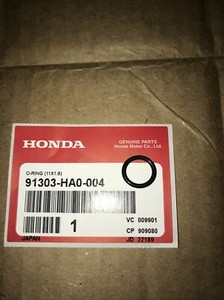 HONDA
GENUINE PARTS
Honda Motor Co., Ltd.
O-RING (11X1.9)
91303-HA0-004
1
VC 009901
CP 909080
JAPAN
JD 22189